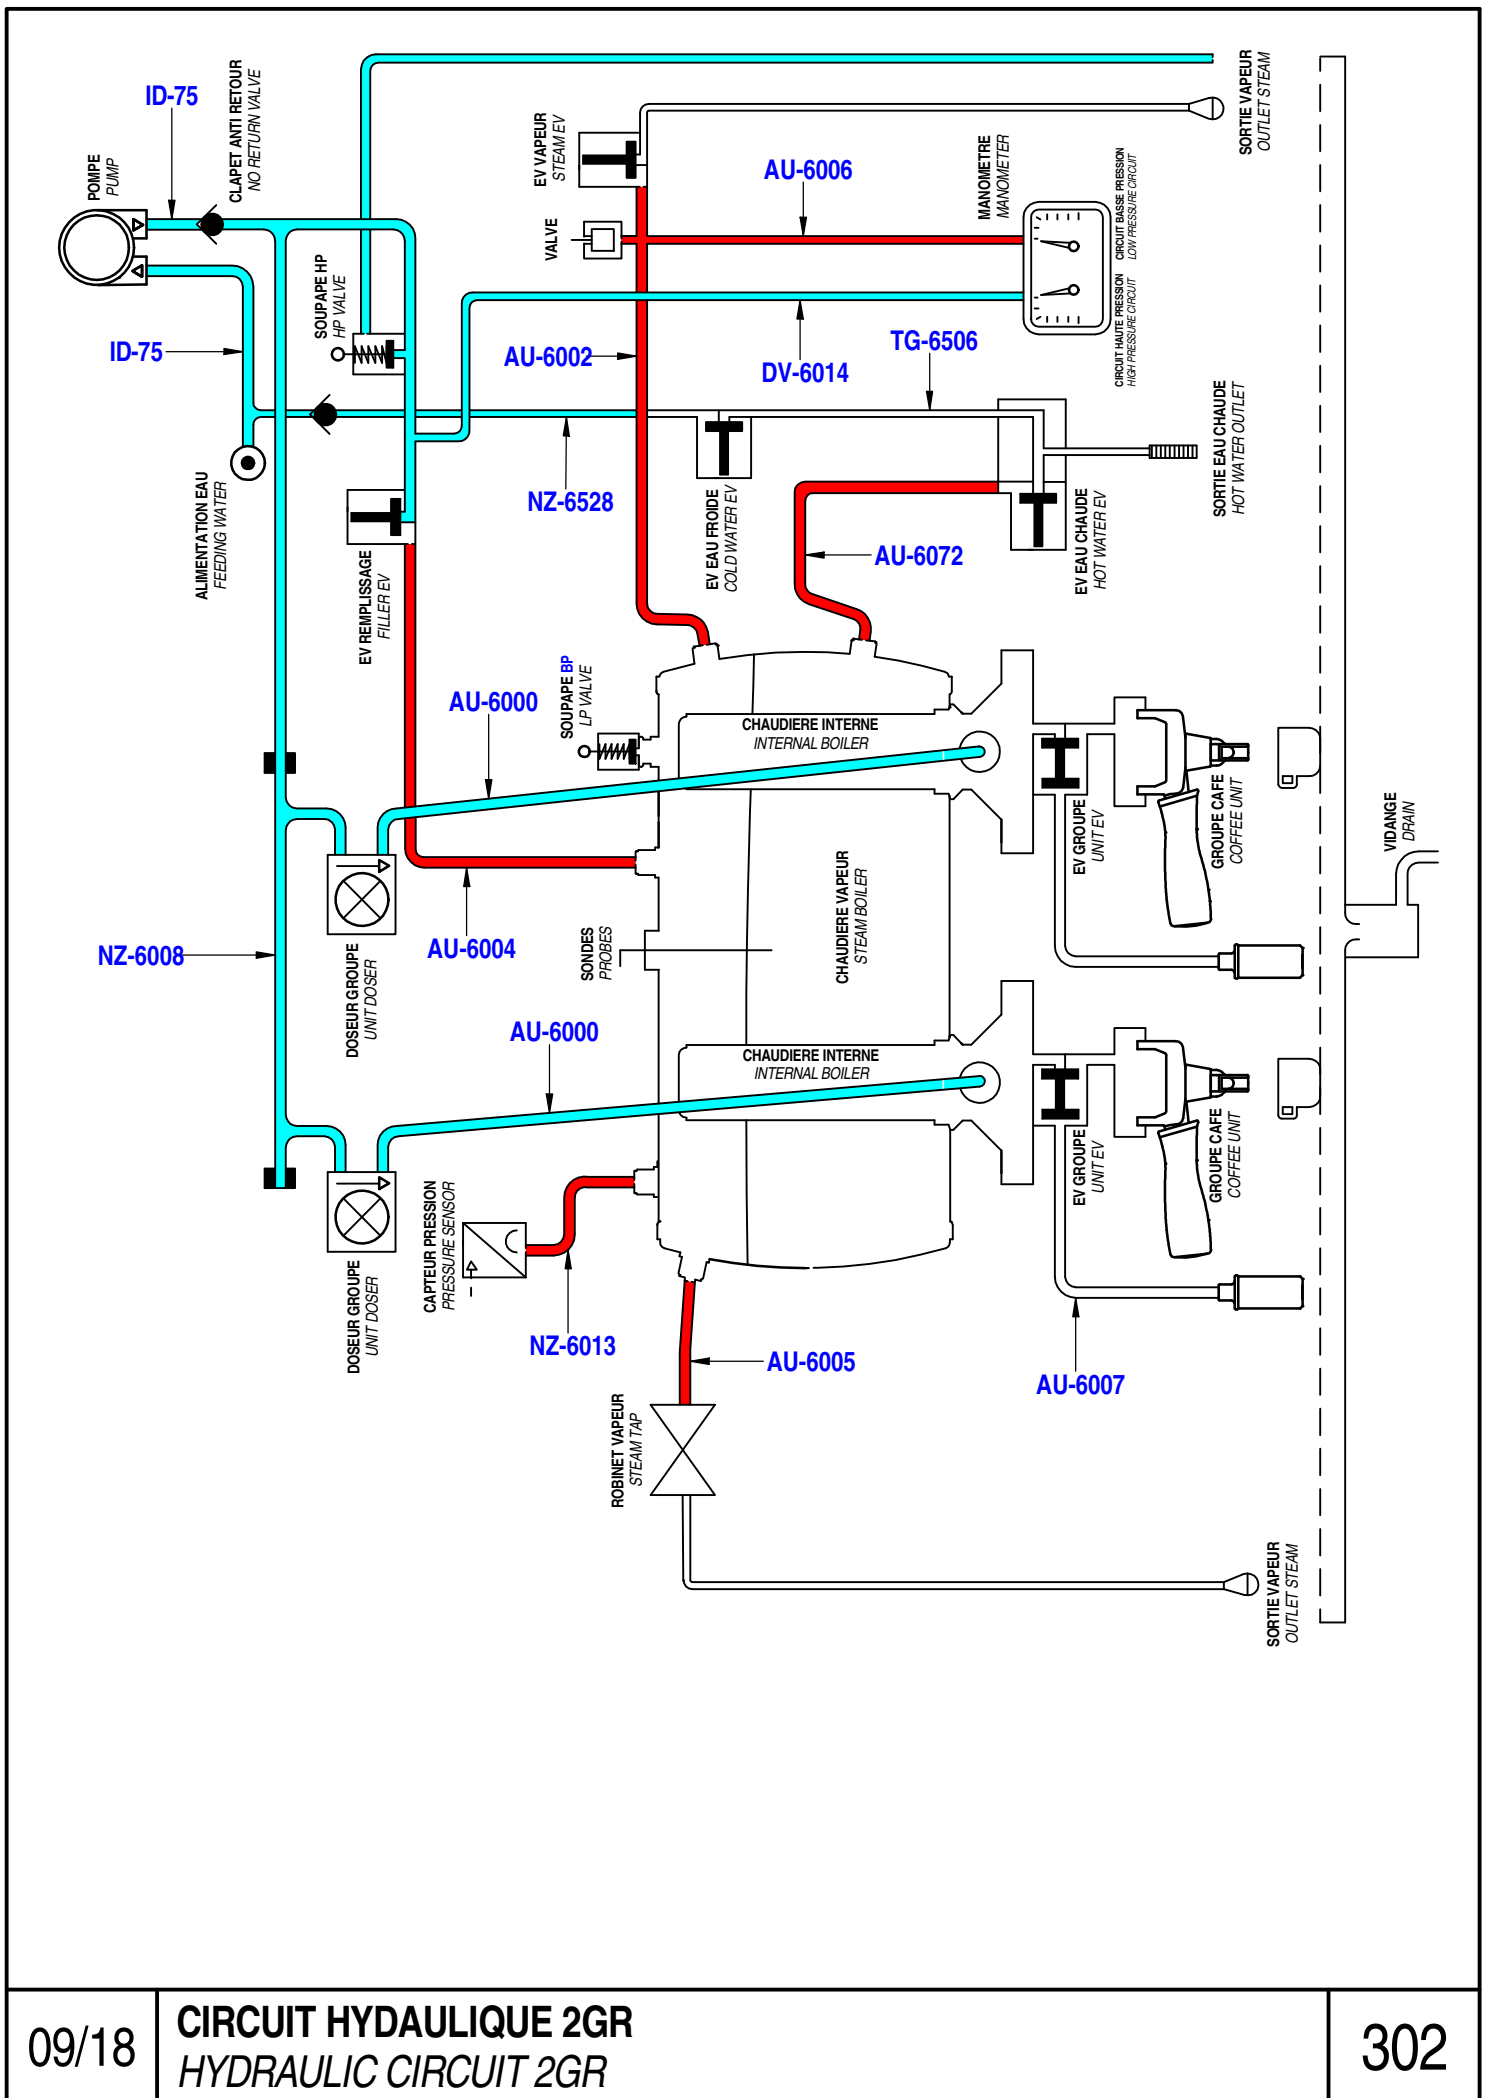 ID-75
POMPE
PUMP
CLAPET ANTI RETOUR
NO RETURN VALVE
SOUPAPE HP
HP VALVE
ID-75
ALIMENTATION EAU
FEEDING WATER
EV REMPLISSAGE
FILLER EV
EV VAPEUR
STEAM EV
VALVE
AU-6006
MANOMETRE
MANOMETER
CIRCUIT BASSE PRESSION
LOW PRESSURE CIRCUIT
CIRCUIT HAUTE PRESSION
HIGH PRESSURE CIRCUIT
SORTIE VAPEUR
OUTLET STEAM
AU-6002
DV-6014
TG-6506
NZ-6528
EV EAU FROIDE
COLD WATER EV
AU-6072
EV EAU CHAUDE
HOT WATER EV
SORTIE EAU CHAUDE
HOT WATER OUTLET
AU-6000
SOUPAPE BP
LP VALVE
CHAUDIERE INTERNE
INTERNAL BOILER
EV GROUPE
UNIT EV
GROUPE CAFE
COFFEE UNIT
VIDANGE
DRAIN
NZ-6008
DOSEUR GROUPE
UNIT DOSER
AU-6004
SONDES
PROBES
CHAUDIERE VAPEUR
STEAM BOILER
AU-6000
CHAUDIERE INTERNE
INTERNAL BOILER
EV GROUPE
UNIT EV
GROUPE CAFE
COFFEE UNIT
DOSEUR GROUPE
UNIT DOSER
CAPTEUR PRESSION
PRESSURE SENSOR
NZ-6013
AU-6005
AU-6007
ROBINET VAPEUR
STEAM TAP
SORTIE VAPEUR
OUTLET STEAM
09/18
CIRCUIT HYDAULIQUE 2GR
HYDRAULIC CIRCUIT 2GR
302